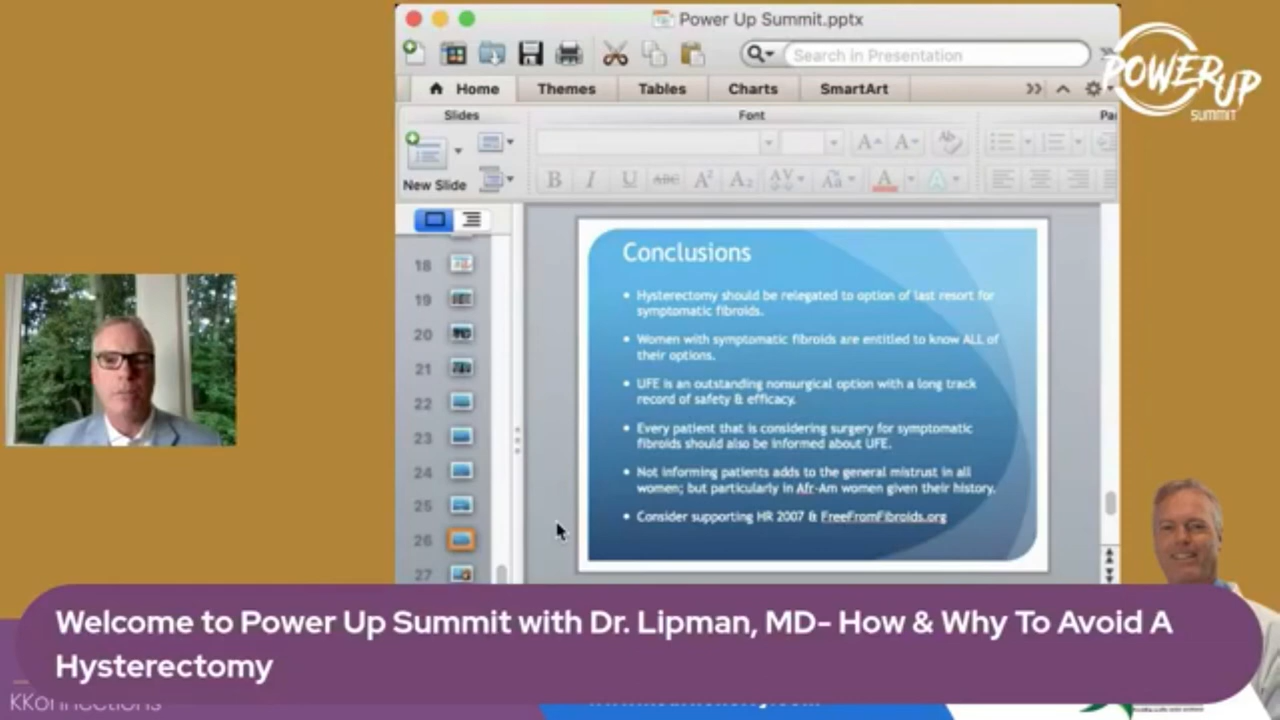 Power Up Summit.pptx
Search in Presentation
POWER UP
SUMMIT
Home
Themes
Tables
Charts
SmartArt
Slides
Font
New Slide
18
19
20
21
22
23
24
25
26
27
Conclusions
• Hysterectomy should be relegated to option of last resort for
symptomatic fibroids.
• Women with symptomatic fibroids are entitled to know ALL of
their options.
• UFE is an outstanding nonsurgical option with a long track
record of safety & efficacy.
• Every patient that is considering surgery for symptomatic
fibroids should also be informed about UFE.
• Not informing patients adds to the general mistrust in all
women; but particularly in Afr-Am women given their history.
• Consider supporting HR 2007 & FreeFromFibroids.org
Welcome to Power Up Summit with Dr. Lipman, MD- How & Why To Avoid A
Hysterectomy